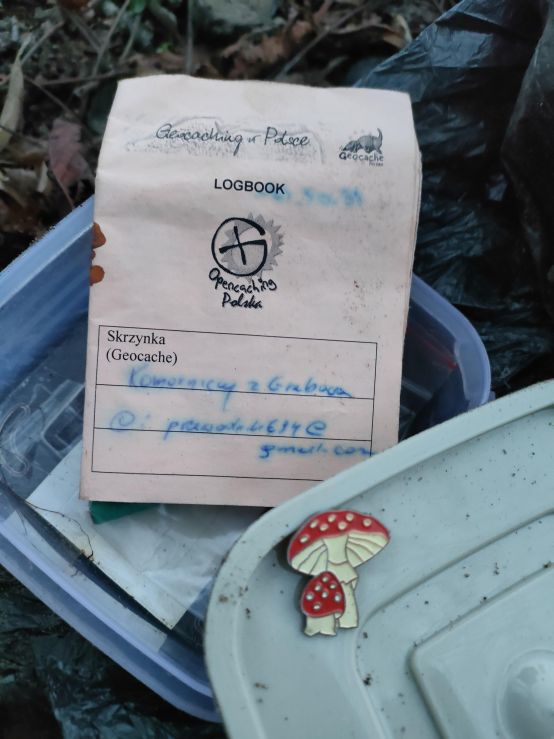 Geocaching w Polsce
Geocache
LOGBOOK
Opencaching
Polska
Skrzynka
(Geocache)
Komornicy z Grabowa
@: 
gmail.com